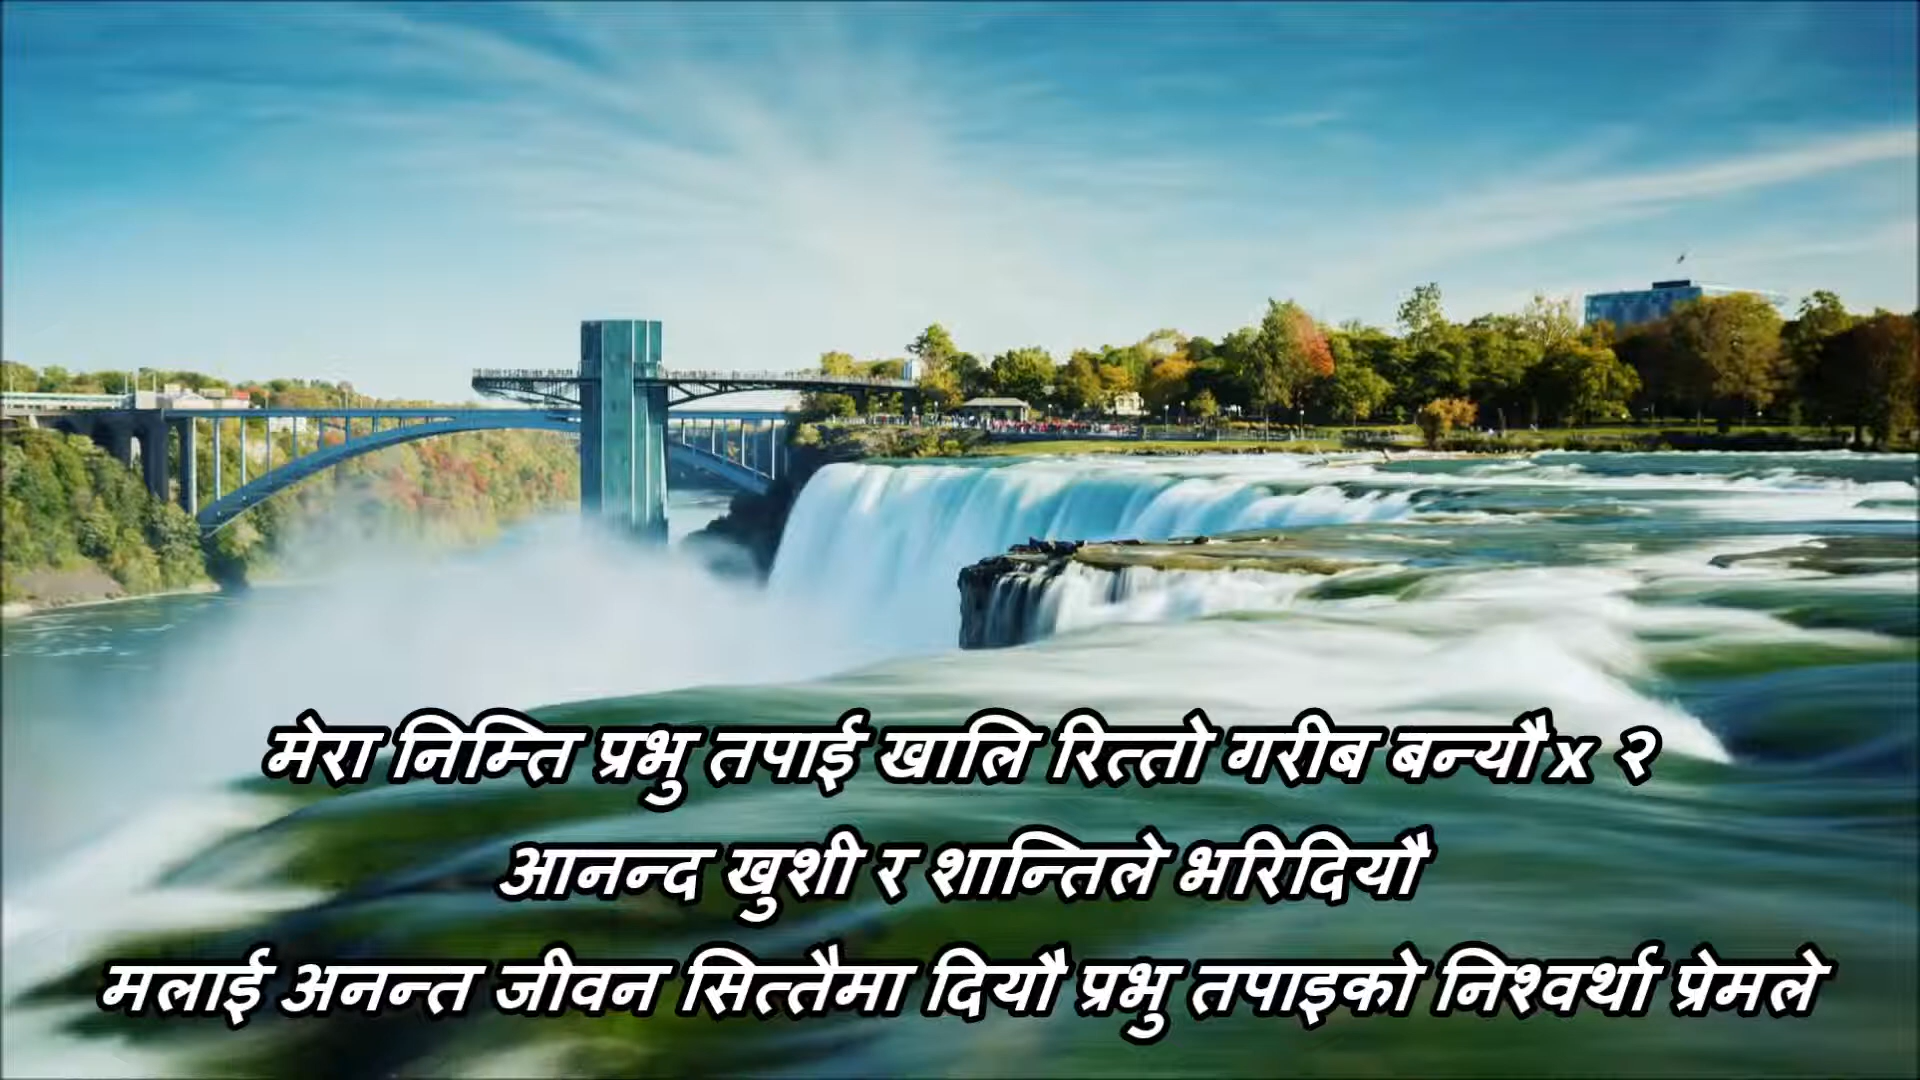 मेरा निम्ति प्रभु तपाई खालि रित्तो गरीब बन्यौ x २
आनन्द खुशी र शान्तिले भरिदियौ
मलाई अनन्त जीवन सित्तैमा दियौ प्रभु तपाइको निश्वर्था प्रेमले